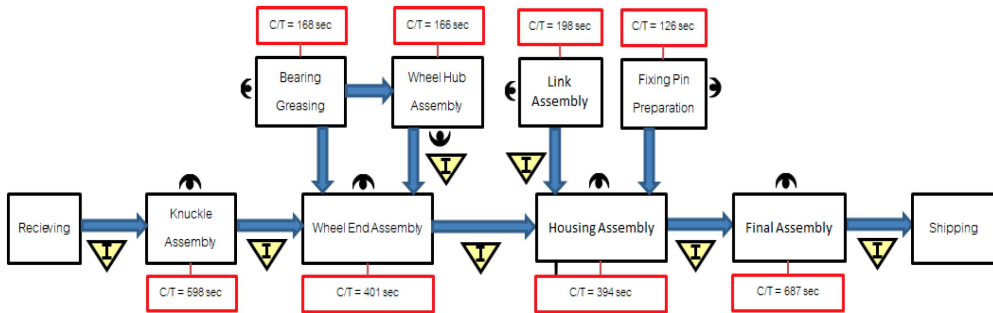 C/T = 168 sec
C/T = 166 sec
C/T = 198 sec
C/T = 126 sec
Bearing
Greasing
Wheel Hub
Assembly
Link
Assembly
Fixing Pin
Preparation
I
I
Recieving
Knuckle
Assembly
Wheel End Assembly
Housing Assembly
Final Assembly
Shipping
I
I
I
I
I
C/T = 598 sec
C/T = 401 sec
C/T = 394 sec
C/T = 687 sec